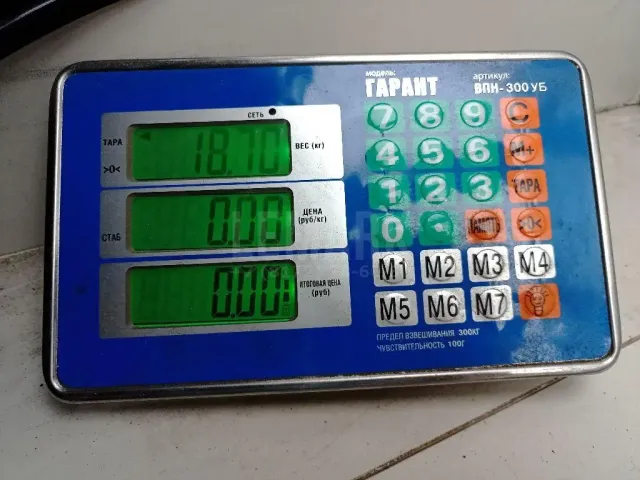 модель:
ГАРАНТ
артикул:
ВПН-300УБ
СЕТЬ
ТАРА
>0<
18.10
ВЕС (кг)
СТАБ
0.00
ЦЕНА
(руб/кг)
0.00
ИТОГОВАЯ ЦЕНА
(руб)
7 8 9 C
4 5 6 M+
1 2 3 ТАРА
0 . >0<
M1 M2 M3 M4
M5 M6 M7
ПРЕДЕЛ ВЗВЕШИВАНИЯ 300КГ
ЧУВСТВИТЕЛЬНОСТЬ 100Г